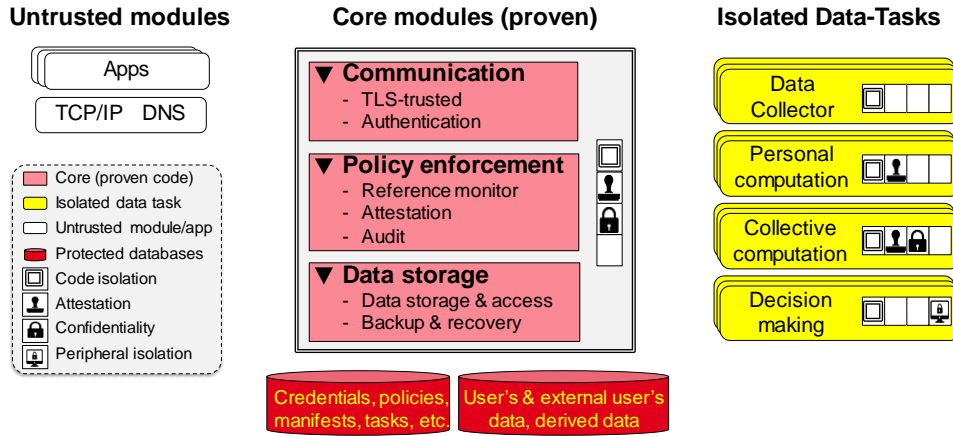 Untrusted modules
Apps
TCP/IP DNS
Core (proven code)
Isolated data task
Untrusted module/app
Protected databases
Code isolation
Attestation
Confidentiality
Peripheral isolation
Core modules (proven)
▼ Communication
- TLS-trusted
- Authentication
▼ Policy enforcement
- Reference monitor
- Attestation
- Audit
▼ Data storage
- Data storage & access
- Backup & recovery
Credentials, policies,
manifests, tasks, etc.
User's & external user's
data, derived data
Isolated Data-Tasks
Data
Collector
Personal
computation
Collective
computation
Decision
making